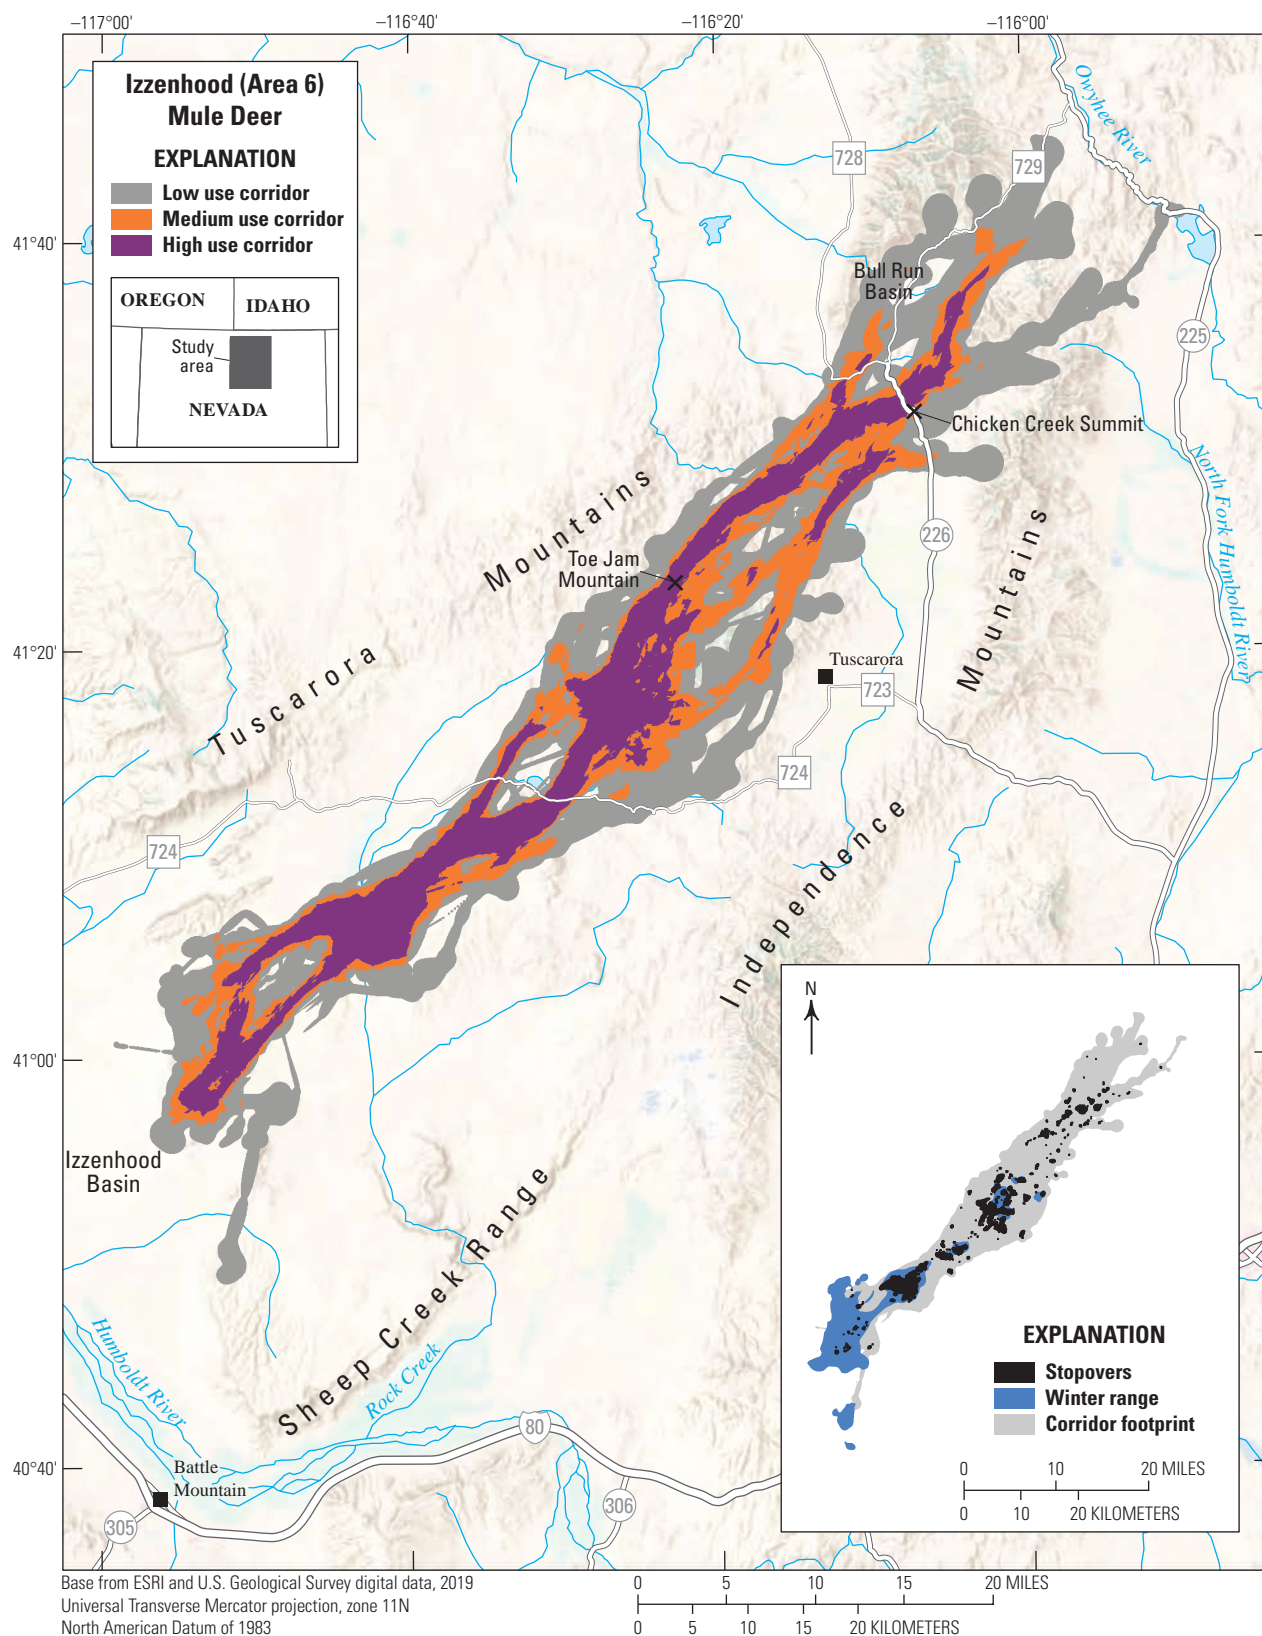 –117°00'
–116°40'
–116°20'
–116°00'
Izzenhood (Area 6)
Mule Deer
EXPLANATION
Low use corridor
Medium use corridor
High use corridor
OREGON
IDAHO
Study
area
NEVADA
41°40'
41°20'
41°00'
40°40'
Owyhee River
728
729
Bull Run
Basin
225
Chicken Creek Summit
North Fork Humboldt River
226
Mountains
Toe Jam
Mountain
Tuscarora
Mountains
Tuscarora
723
724
724
Independence
Izzenhood
Basin
Sheep Creek Range
Humboldt River
Rock Creek
80
Battle
Mountain
305
306
N
EXPLANATION
Stopovers
Winter range
Corridor footprint
0 10 20 MILES
0 10 20 KILOMETERS
Base from ESRI and U.S. Geological Survey digital data, 2019
Universal Transverse Mercator projection, zone 11N
North American Datum of 1983
0 5 10 15 20 MILES
0 5 10 15 20 KILOMETERS